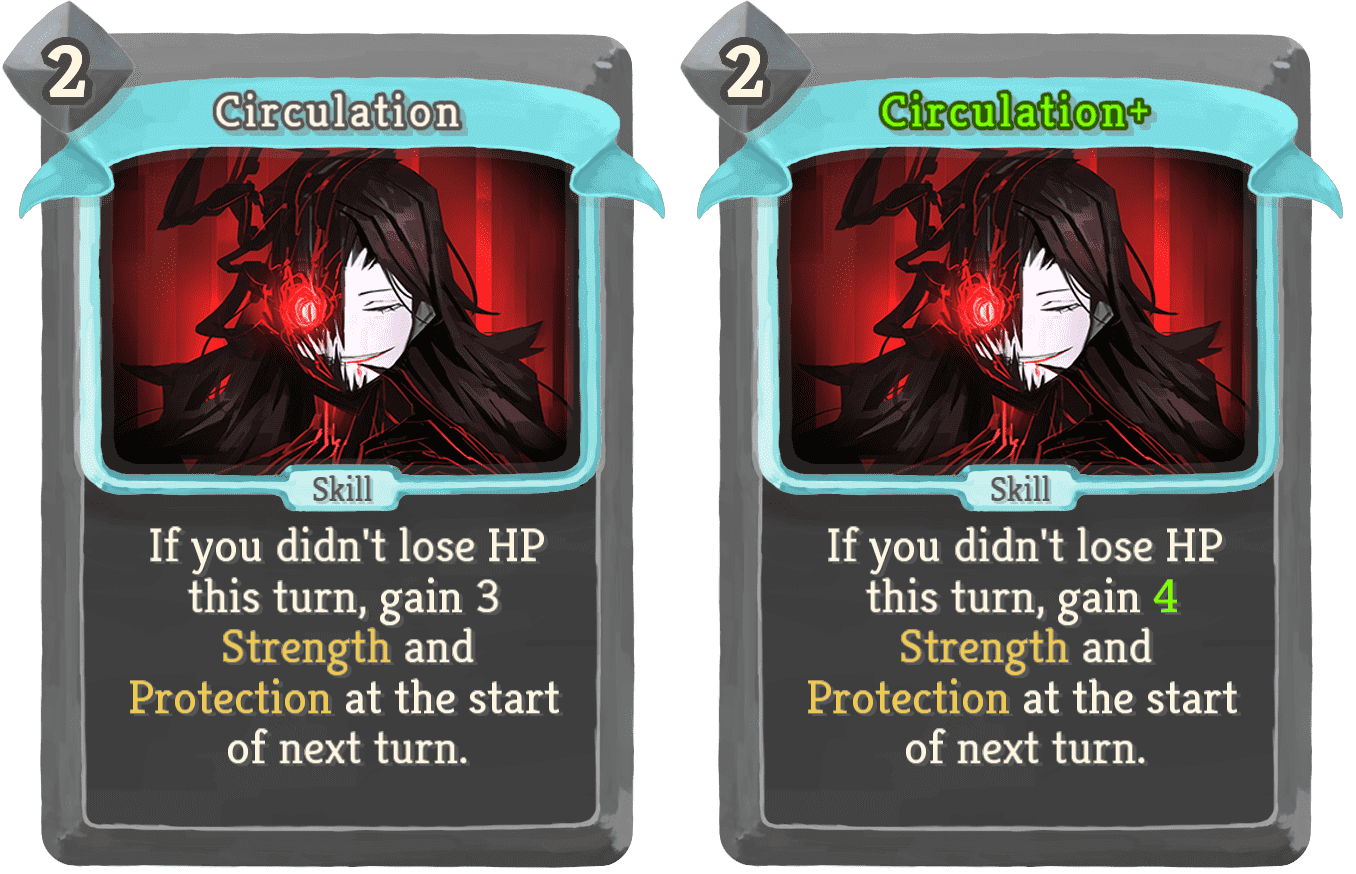 2
Circulation
Skill
If you didn't lose HP
this turn, gain 3
Strength and
Protection at the start
of next turn.
2
Circulation+
Skill
If you didn't lose HP
this turn, gain 4
Strength and
Protection at the start
of next turn.